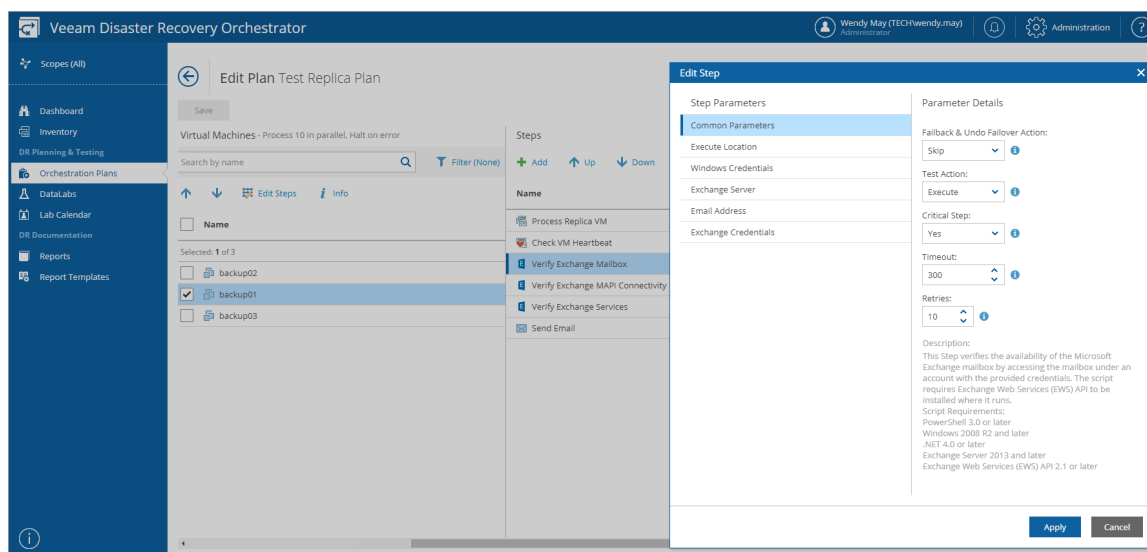 Veeam Disaster Recovery Orchestrator
Wendy May (TECH\wendy.may)
Administrator
Administration
?
Scopes (All)
Dashboard
Inventory
DR Planning & Testing
Orchestration Plans
DataLabs
Lab Calendar
DR Documentation
Reports
Report Templates
Edit Plan Test Replica Plan
Save
Virtual Machines - Process 10 in parallel, Halt on error
Search by name
Filter (None)
Edit Steps
Info
Name
Selected: 1 of 3
backup02
backup01
backup03
Steps
Add
Up
Down
Name
Process Replica VM
Check VM Heartbeat
Verify Exchange Mailbox
Verify Exchange MAPI Connectivity
Verify Exchange Services
Send Email
Edit Step
Step Parameters
Common Parameters
Execute Location
Windows Credentials
Exchange Server
Email Address
Exchange Credentials
Parameter Details
Failback & Undo Failover Action:
Skip
Test Action:
Execute
Critical Step:
Yes
Timeout:
300
Retries:
10
Description:
This Step verifies the availability of the Microsoft
Exchange mailbox by accessing the mailbox under an
account with the provided credentials. The script
requires Exchange Web Services (EWS) API to be
installed where it runs.
Script Requirements:
PowerShell 3.0 or later
Windows 2008 R2 and later
.NET 4.0 or later
Exchange Server 2013 and later
Exchange Web Services (EWS) API 2.1 or later
Apply
Cancel